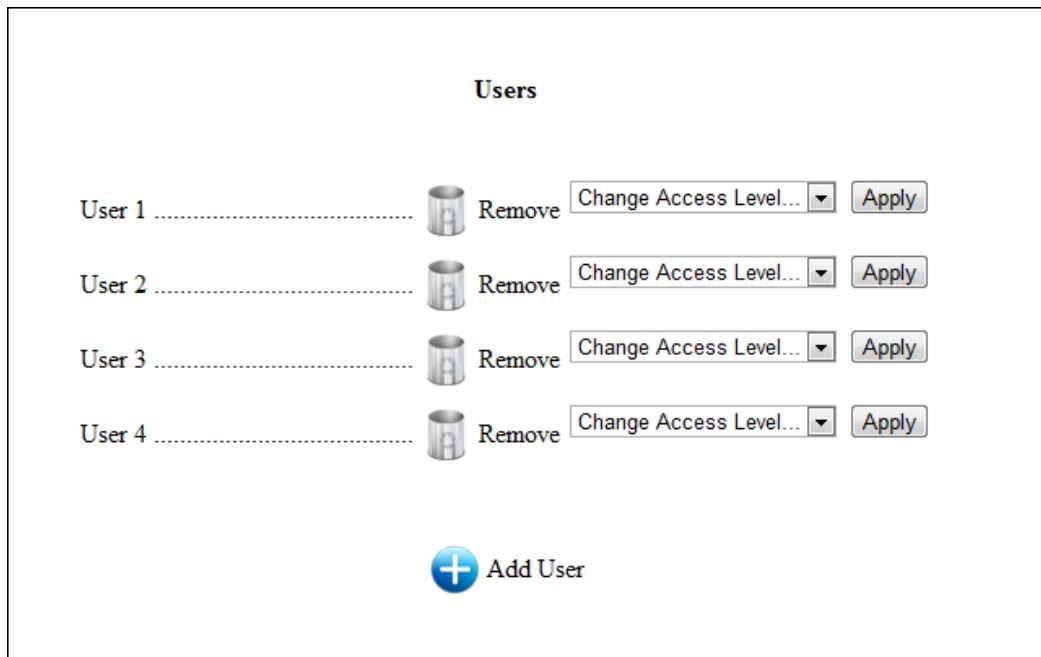 Users
User 1 ............................................ Remove Change Access Level... Apply
User 2 ............................................ Remove Change Access Level... Apply
User 3 ............................................ Remove Change Access Level... Apply
User 4 ............................................ Remove Change Access Level... Apply
Add User